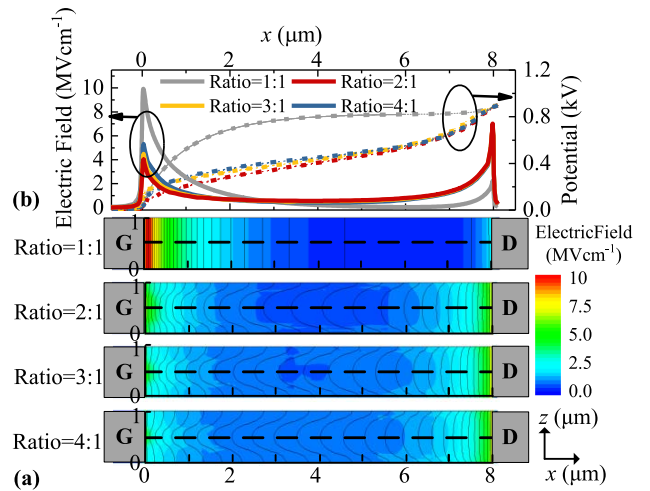 x (μm)
0 2 4 6 8
Electric Field (MVcm⁻¹)
10
8
6
4
2
0
Ratio=1:1 Ratio=2:1
Ratio=3:1 Ratio=4:1
1.2
0.8
0.4
0.0
Potential (kV)
(b)
Ratio=1:1
1
0
G D
Ratio=2:1
1
0
G D
Ratio=3:1
1
0
G D
Ratio=4:1
1
0
G D
0 2 4 6 8
(a)
ElectricField
(MVcm⁻¹)
10
7.5
5.0
2.5
0.0
z (μm)
x (μm)